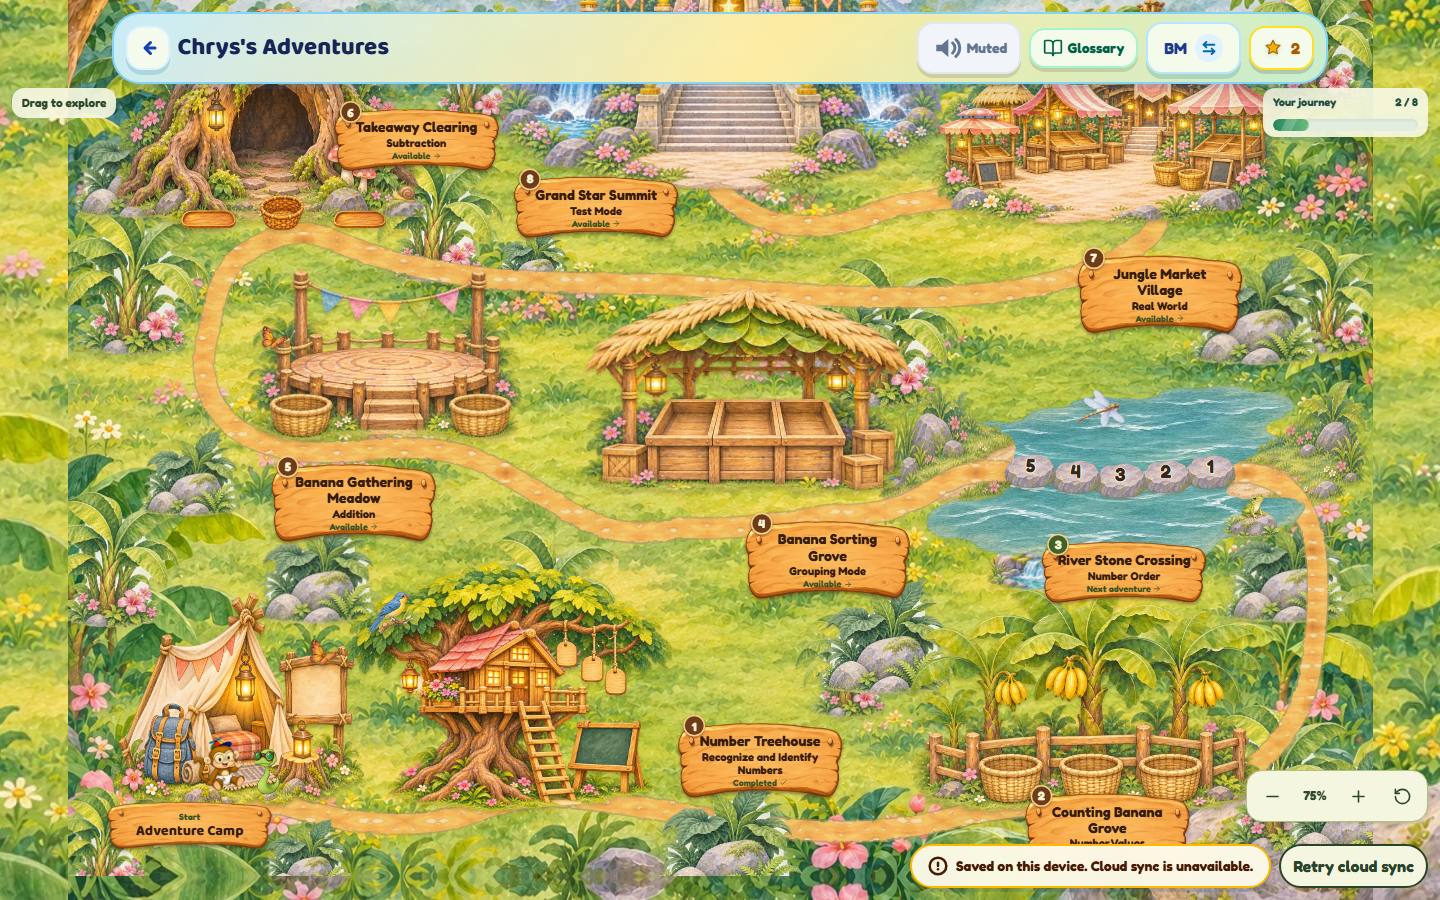 Chrys's Adventures
Muted
Glossary
BM
2
Drag to explore
Your journey 2 / 8
6
Takeaway Clearing
Subtraction
Available →
8
Grand Star Summit
Test Mode
Available →
7
Jungle Market
Village
Real World
Available →
5 4 3 2 1
5
Banana Gathering
Meadow
Addition
Available →
4
Banana Sorting
Grove
Grouping Mode
Available →
3
River Stone Crossing
Number Order
Next adventure →
1
Number Treehouse
Recognize and Identify
Numbers
Completed ✓
2
Counting Banana
Grove
Number Values
Start
Adventure Camp
− 75% +
Saved on this device. Cloud sync is unavailable.
Retry cloud sync